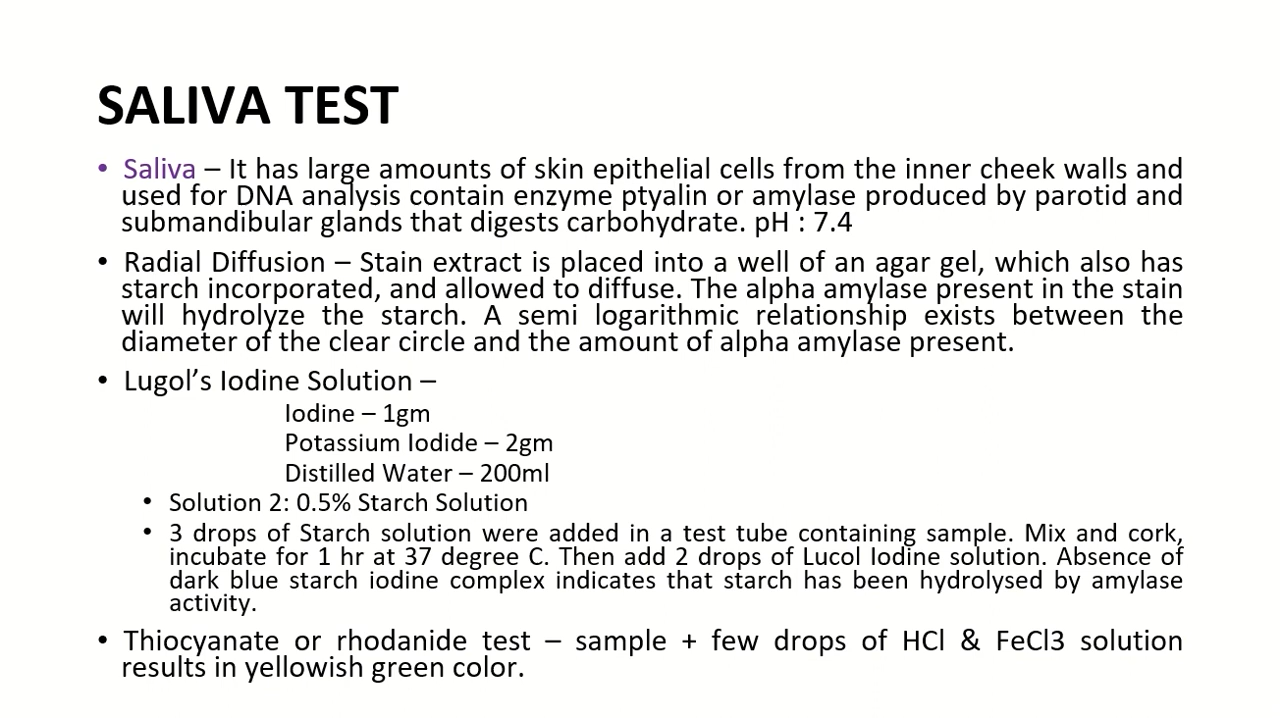 SALIVA TEST
• Saliva – It has large amounts of skin epithelial cells from the inner cheek walls and
used for DNA analysis contain enzyme ptyalin or amylase produced by parotid and
submandibular glands that digests carbohydrate. pH : 7.4
• Radial Diffusion – Stain extract is placed into a well of an agar gel, which also has
starch incorporated, and allowed to diffuse. The alpha amylase present in the stain
will hydrolyze the starch. A semi logarithmic relationship exists between the
diameter of the clear circle and the amount of alpha amylase present.
• Lugol’s Iodine Solution –
Iodine – 1gm
Potassium Iodide – 2gm
Distilled Water – 200ml
• Solution 2: 0.5% Starch Solution
• 3 drops of Starch solution were added in a test tube containing sample. Mix and cork,
incubate for 1 hr at 37 degree C. Then add 2 drops of Lucol Iodine solution. Absence of
dark blue starch iodine complex indicates that starch has been hydrolysed by amylase
activity.
• Thiocyanate or rhodanide test – sample + few drops of HCl & FeCl3 solution
results in yellowish green color.